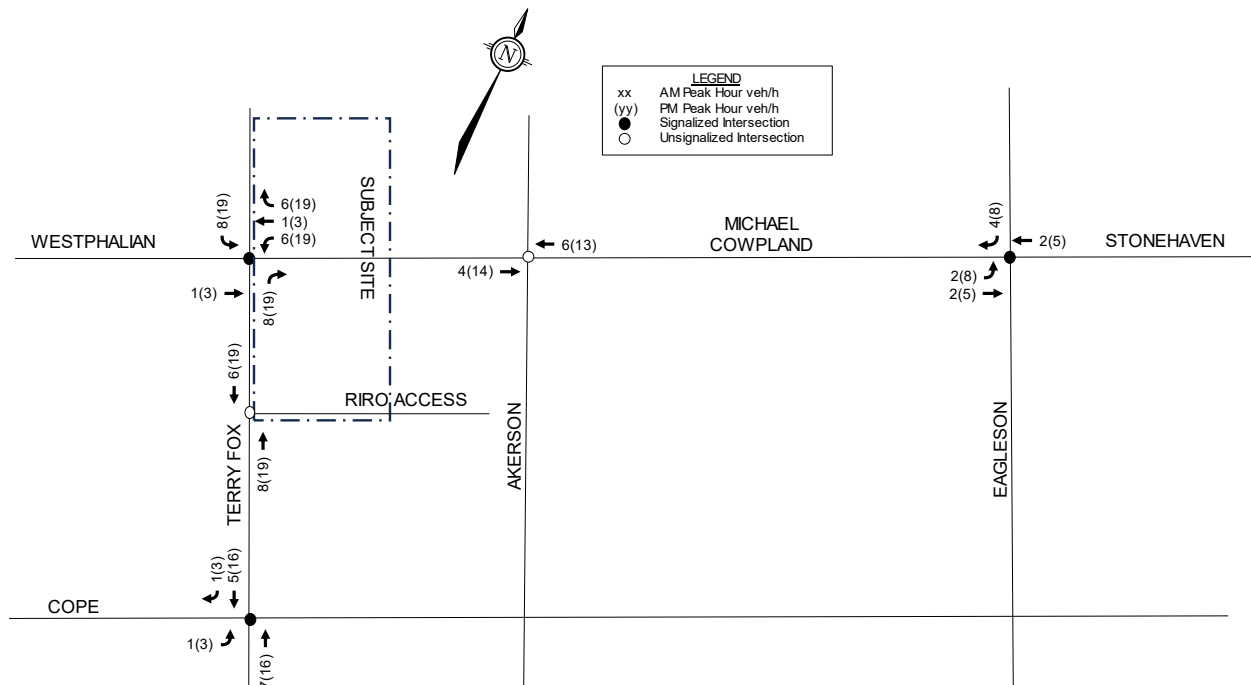 N
LEGEND
xx AM Peak Hour veh/h
(yy) PM Peak Hour veh/h
Signalized Intersection
Unsignalized Intersection
8(19)
6(19)
1(3)
6(19)
SUBJECT SITE
WESTPHALIAN
1(3)
8(19)
6(13)
4(14)
MICHAEL
COWPLAND
4(8)
2(5)
STONEHAVEN
2(8)
2(5)
6(19)
RIRO ACCESS
8(19)
TERRY FOX
AKERSON
EAGLESON
1(3)
5(16)
COPE
1(3)
7(16)